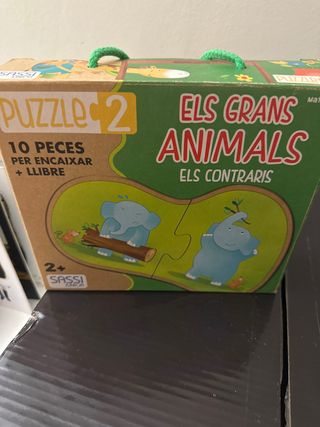 PUZZLE 2
ELS GRANS
ANIMALS
ELS CONTRARIS
10 PECES
PER ENCAIXAR
+ LLIBRE
2+
SASSI